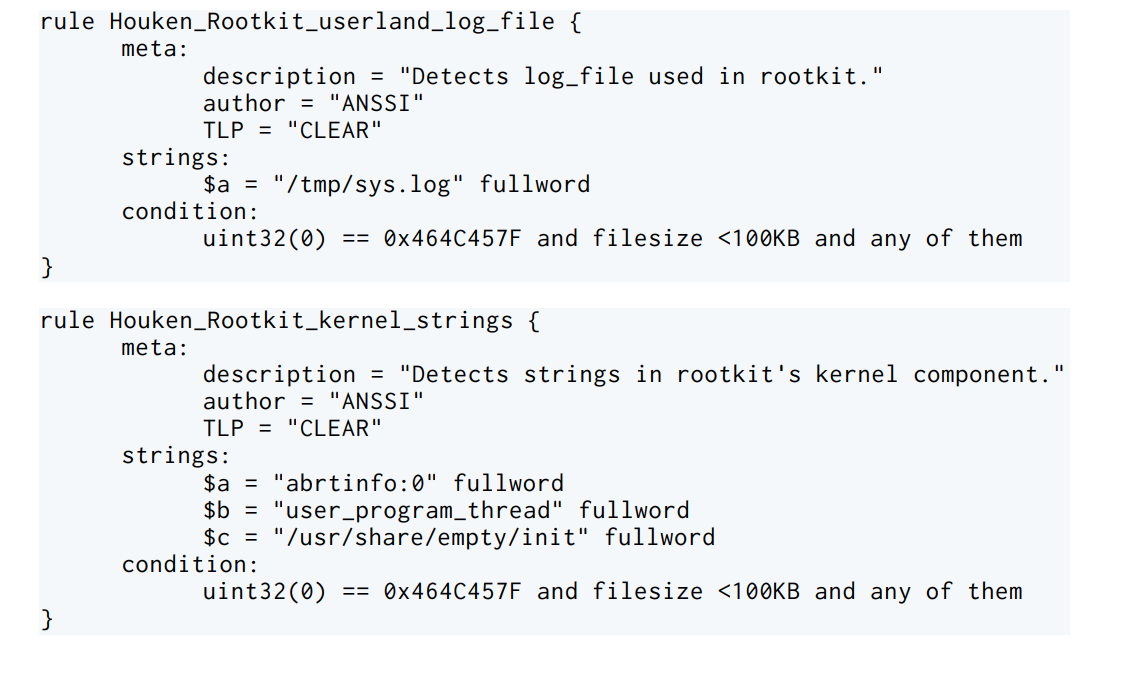 rule Houken_Rootkit_userland_log_file {
meta:
description = "Detects log_file used in rootkit."
author = "ANSSI"
TLP = "CLEAR"
strings:
$a = "/tmp/sys.log" fullword
condition:
uint32(0) == 0x464C457F and filesize <100KB and any of them
}
rule Houken_Rootkit_kernel_strings {
meta:
description = "Detects strings in rootkit's kernel component."
author = "ANSSI"
TLP = "CLEAR"
strings:
$a = "abrtinfo:0" fullword
$b = "user_program_thread" fullword
$c = "/usr/share/empty/init" fullword
condition:
uint32(0) == 0x464C457F and filesize <100KB and any of them
}